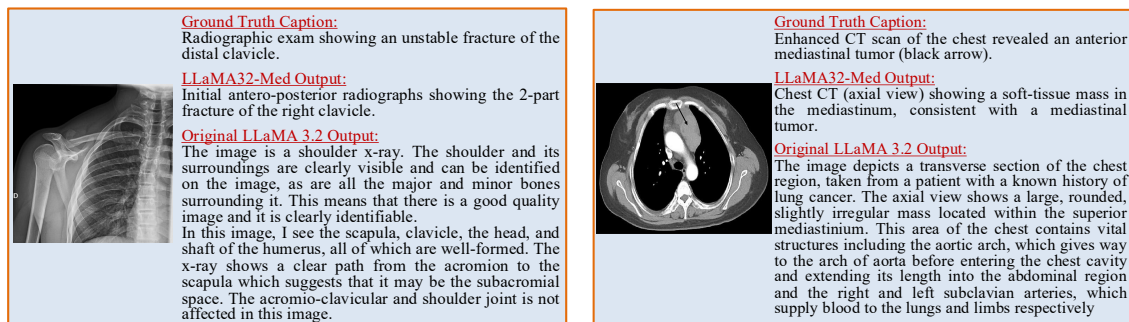 Ground Truth Caption:
Radiographic exam showing an unstable fracture of the
distal clavicle.
LLaMA32-Med Output:
Initial antero-posterior radiographs showing the 2-part
fracture of the right clavicle.
Original LLaMA 3.2 Output:
The image is a shoulder x-ray. The shoulder and its
surroundings are clearly visible and can be identified
on the image, as are all the major and minor bones
surrounding it. This means that there is a good quality
image and it is clearly identifiable.
In this image, I see the scapula, clavicle, the head, and
shaft of the humerus, all of which are well-formed. The
x-ray shows a clear path from the acromion to the
scapula which suggests that it may be the subacromial
space. The acromio-clavicular and shoulder joint is not
affected in this image.
D
Ground Truth Caption:
Enhanced CT scan of the chest revealed an anterior
mediastinal tumor (black arrow).
LLaMA32-Med Output:
Chest CT (axial view) showing a soft-tissue mass in
the mediastinum, consistent with a mediastinal
tumor.
Original LLaMA 3.2 Output:
The image depicts a transverse section of the chest
region, taken from a patient with a known history of
lung cancer. The axial view shows a large, rounded,
slightly irregular mass located within the superior
mediastinium. This area of the chest contains vital
structures including the aortic arch, which gives way
to the arch of aorta before entering the chest cavity
and extending its length into the abdominal region
and the right and left subclavian arteries, which
supply blood to the lungs and limbs respectively